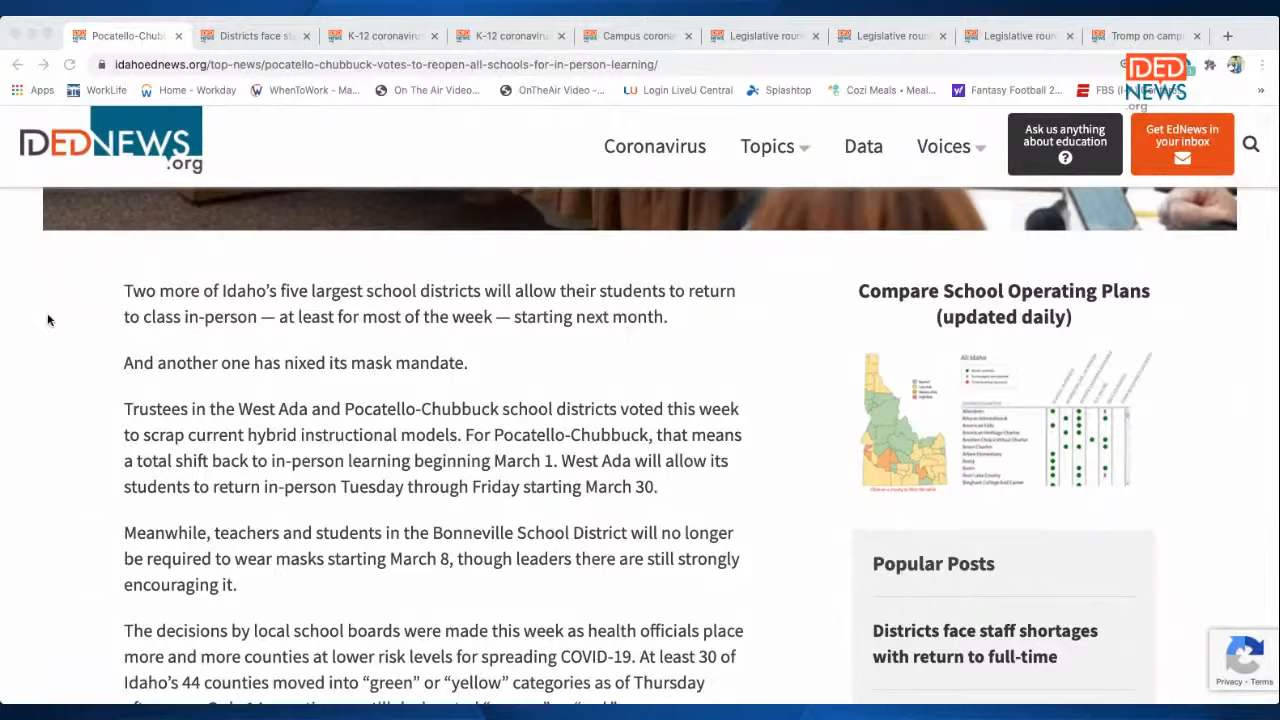 Pocatello-Chubb
Districts face st
K-12 coronavirus
K-12 coronavirus
Campus coron
Legislative roun
Legislative roun
Legislative roun
Tromp on camp
idahoednews.org/top-news/pocatello-chubbuck-votes-to-reopen-all-schools-for-in-person-learning/
Apps
WorkLife
Home - Workday
WhenToWork - Ma...
On The Air Video...
OnTheAir Video -...
LU Login LiveU Central
Splashtop
Cozi Meals • Meal...
Fantasy Football 2...
IDED
NEWS
.org
IDEDNEWS
.org
Coronavirus
Topics
Data
Voices
Ask us anything
about education
Get EdNews in
your inbox
Two more of Idaho’s five largest school districts will allow their students to return
to class in-person — at least for most of the week — starting next month.
And another one has nixed its mask mandate.
Trustees in the West Ada and Pocatello-Chubbuck school districts voted this week
to scrap current hybrid instructional models. For Pocatello-Chubbuck, that means
a total shift back to in-person learning beginning March 1. West Ada will allow its
students to return in-person Tuesday through Friday starting March 30.
Meanwhile, teachers and students in the Bonneville School District will no longer
be required to wear masks starting March 8, though leaders there are still strongly
encouraging it.
The decisions by local school boards were made this week as health officials place
more and more counties at lower risk levels for spreading COVID-19. At least 30 of
Idaho’s 44 counties moved into “green” or “yellow” categories as of Thursday
Compare School Operating Plans
(updated daily)
All Idaho
Popular Posts
Districts face staff shortages
with return to full-time
Privacy - Terms